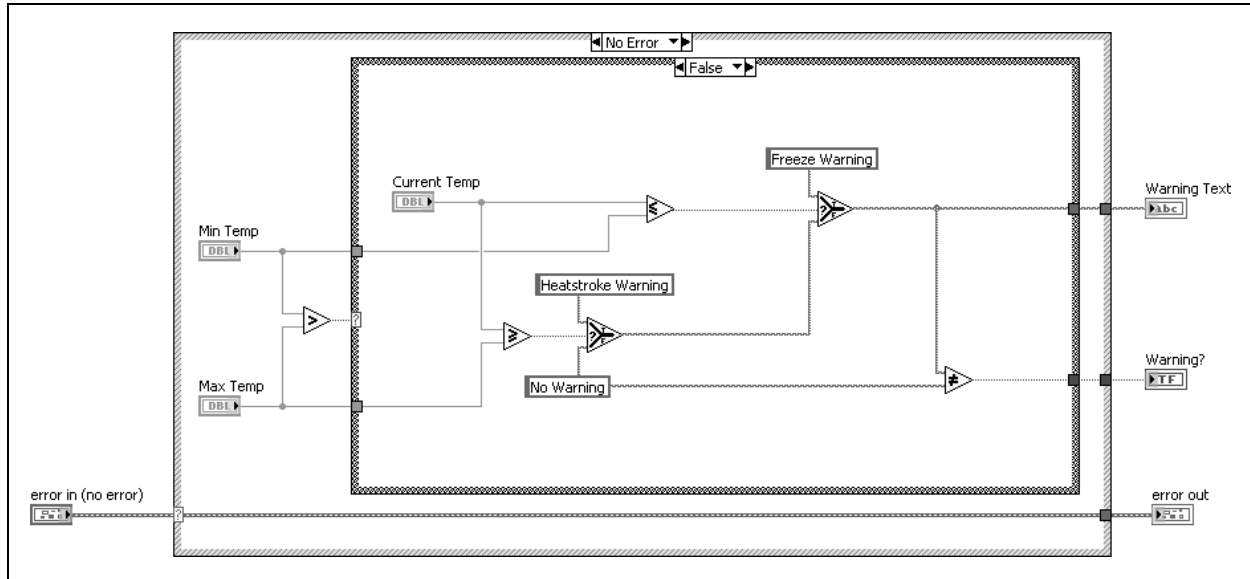 No Error
False
Freeze Warning
Current Temp
DBL
Warning Text
abc
Min Temp
DBL
?
≤
T
F
Heatstroke Warning
>
?
≥
?
T
F
Warning?
TF
Max Temp
DBL
No Warning
≠
error in (no error)
?
error out